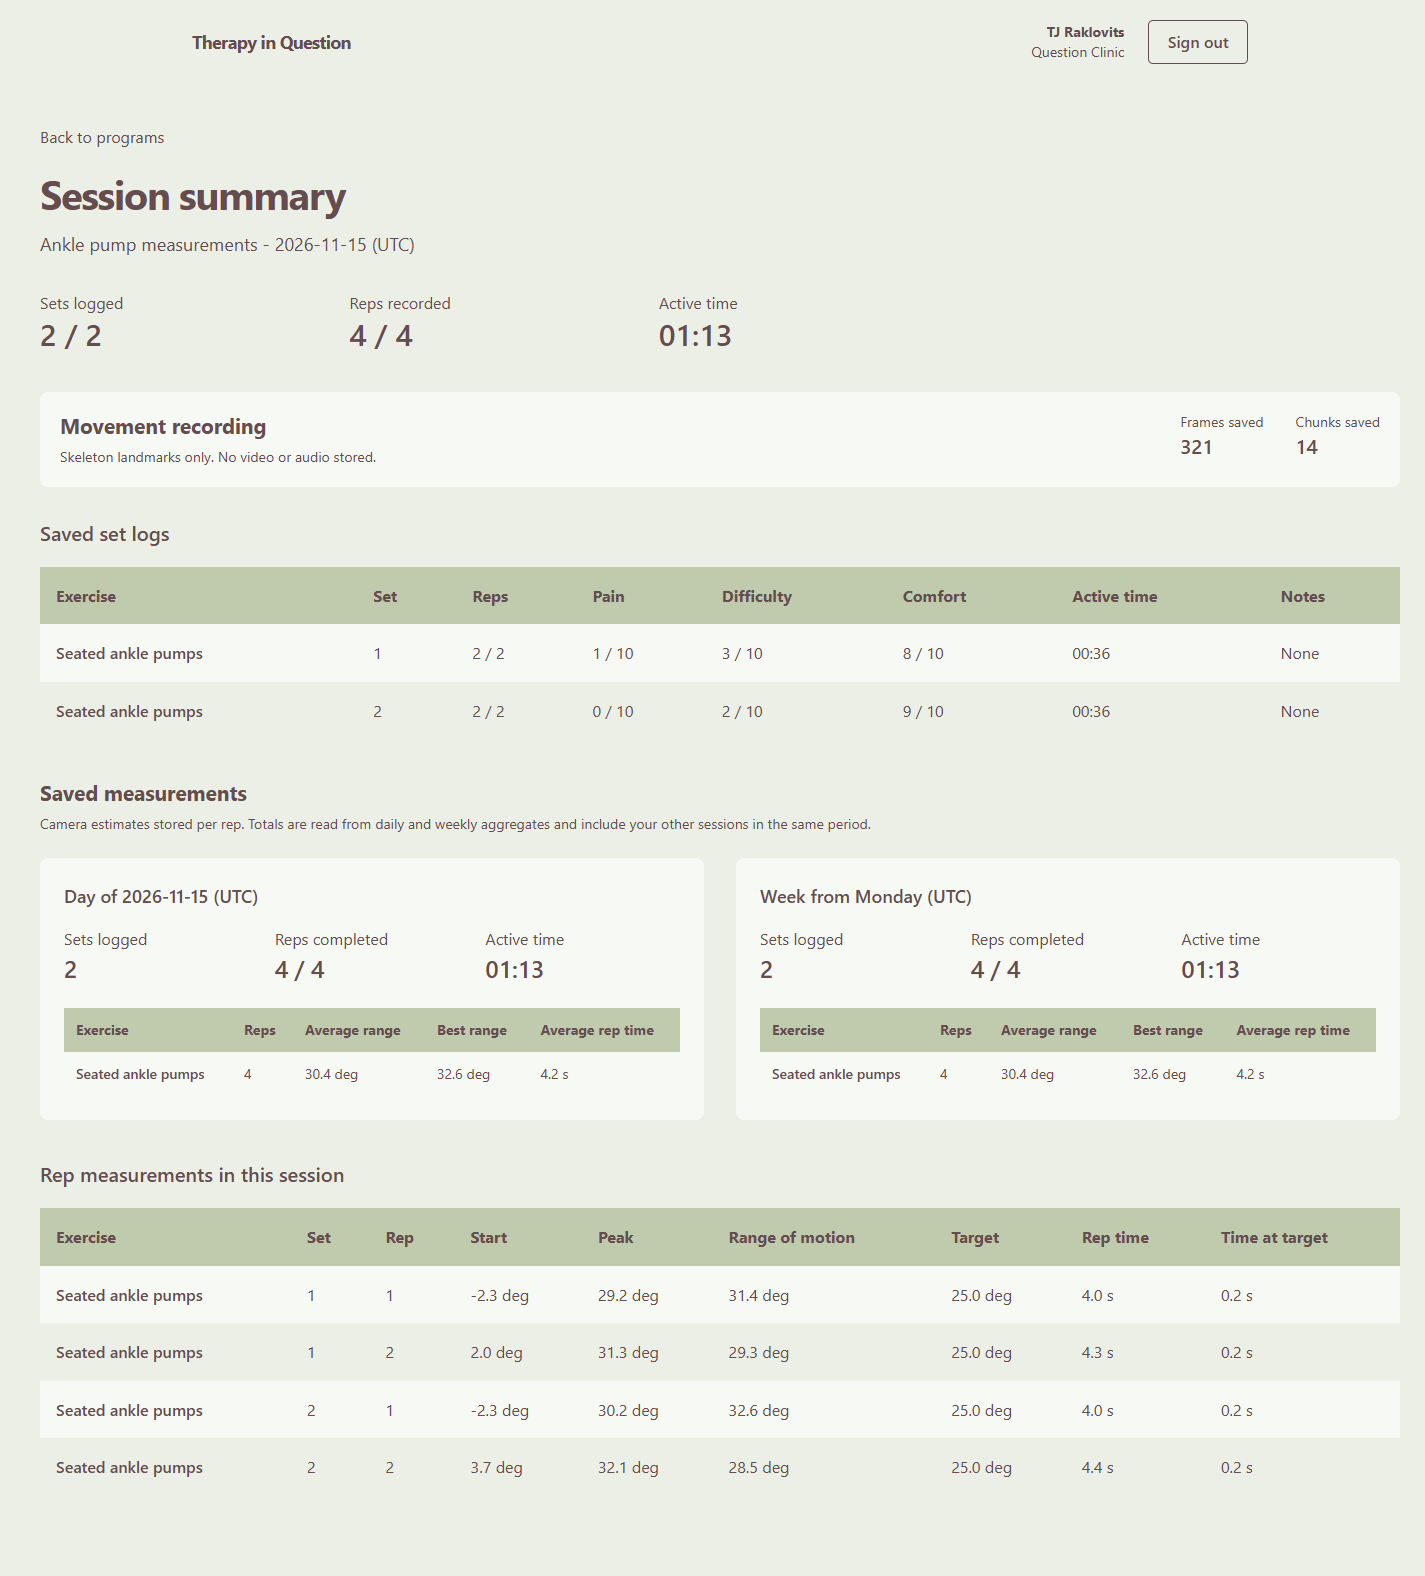 Therapy in Question
TJ Raklovits
Question Clinic
Sign out
Back to programs
Session summary
Ankle pump measurements - 2026-11-15 (UTC)
Sets logged Reps recorded Active time
2 / 2 4 / 4 01:13
Movement recording
Skeleton landmarks only. No video or audio stored.
Frames saved Chunks saved
321 14
Saved set logs
Exercise Set Reps Pain Difficulty Comfort Active time Notes
Seated ankle pumps 1 2 / 2 1 / 10 3 / 10 8 / 10 00:36 None
Seated ankle pumps 2 2 / 2 0 / 10 2 / 10 9 / 10 00:36 None
Saved measurements
Camera estimates stored per rep. Totals are read from daily and weekly aggregates and include your other sessions in the same period.
Day of 2026-11-15 (UTC)
Sets logged Reps completed Active time
2 4 / 4 01:13
Exercise Reps Average range Best range Average rep time
Seated ankle pumps 4 30.4 deg 32.6 deg 4.2 s
Week from Monday (UTC)
Sets logged Reps completed Active time
2 4 / 4 01:13
Exercise Reps Average range Best range Average rep time
Seated ankle pumps 4 30.4 deg 32.6 deg 4.2 s
Rep measurements in this session
Exercise Set Rep Start Peak Range of motion Target Rep time Time at target
Seated ankle pumps 1 1 -2.3 deg 29.2 deg 31.4 deg 25.0 deg 4.0 s 0.2 s
Seated ankle pumps 1 2 2.0 deg 31.3 deg 29.3 deg 25.0 deg 4.3 s 0.2 s
Seated ankle pumps 2 1 -2.3 deg 30.2 deg 32.6 deg 25.0 deg 4.0 s 0.2 s
Seated ankle pumps 2 2 3.7 deg 32.1 deg 28.5 deg 25.0 deg 4.4 s 0.2 s